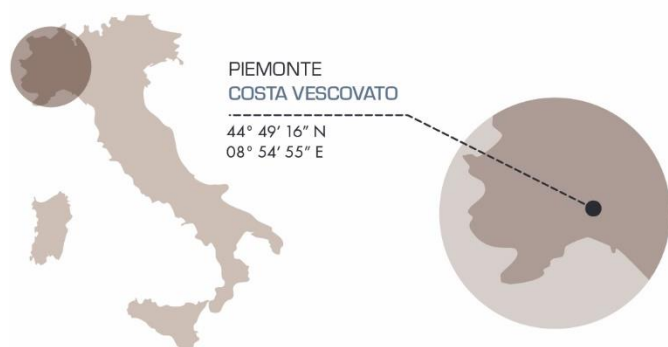 PIEMONTE
COSTA VESCOVATO
44° 49' 16" N
08° 54' 55" E